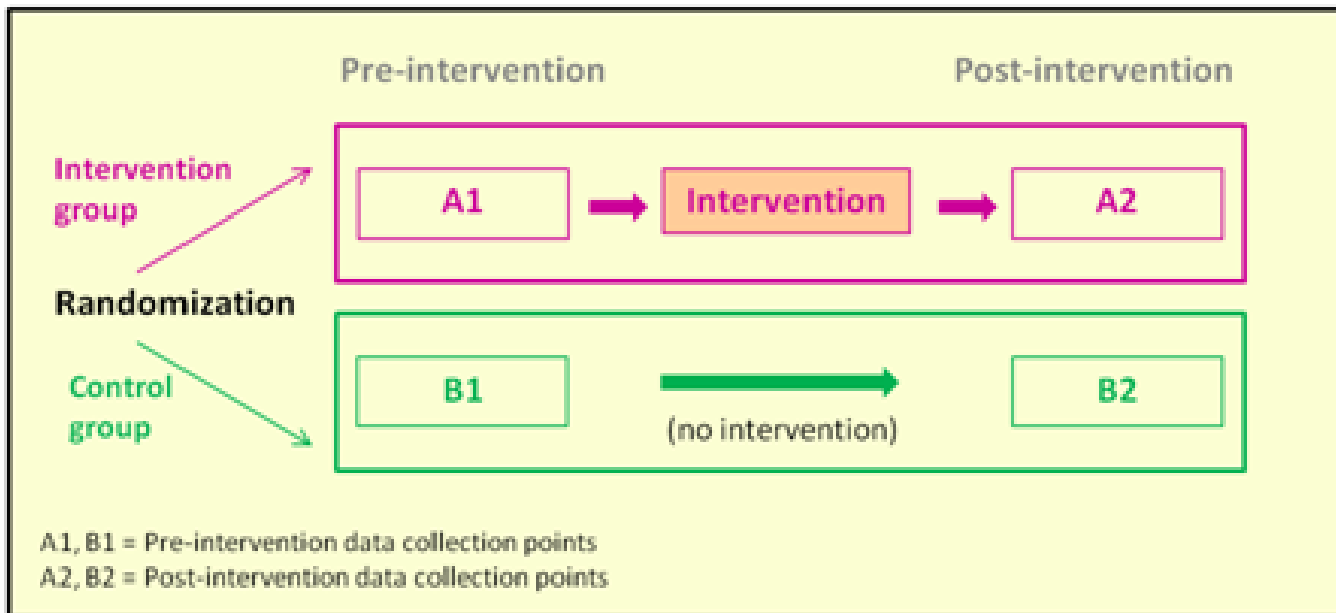 Pre-intervention Post-intervention
Intervention
group
A1 Intervention A2
Randomization
Control
group
B1 B2
(no intervention)
A1, B1 = Pre-intervention data collection points
A2, B2 = Post-intervention data collection points